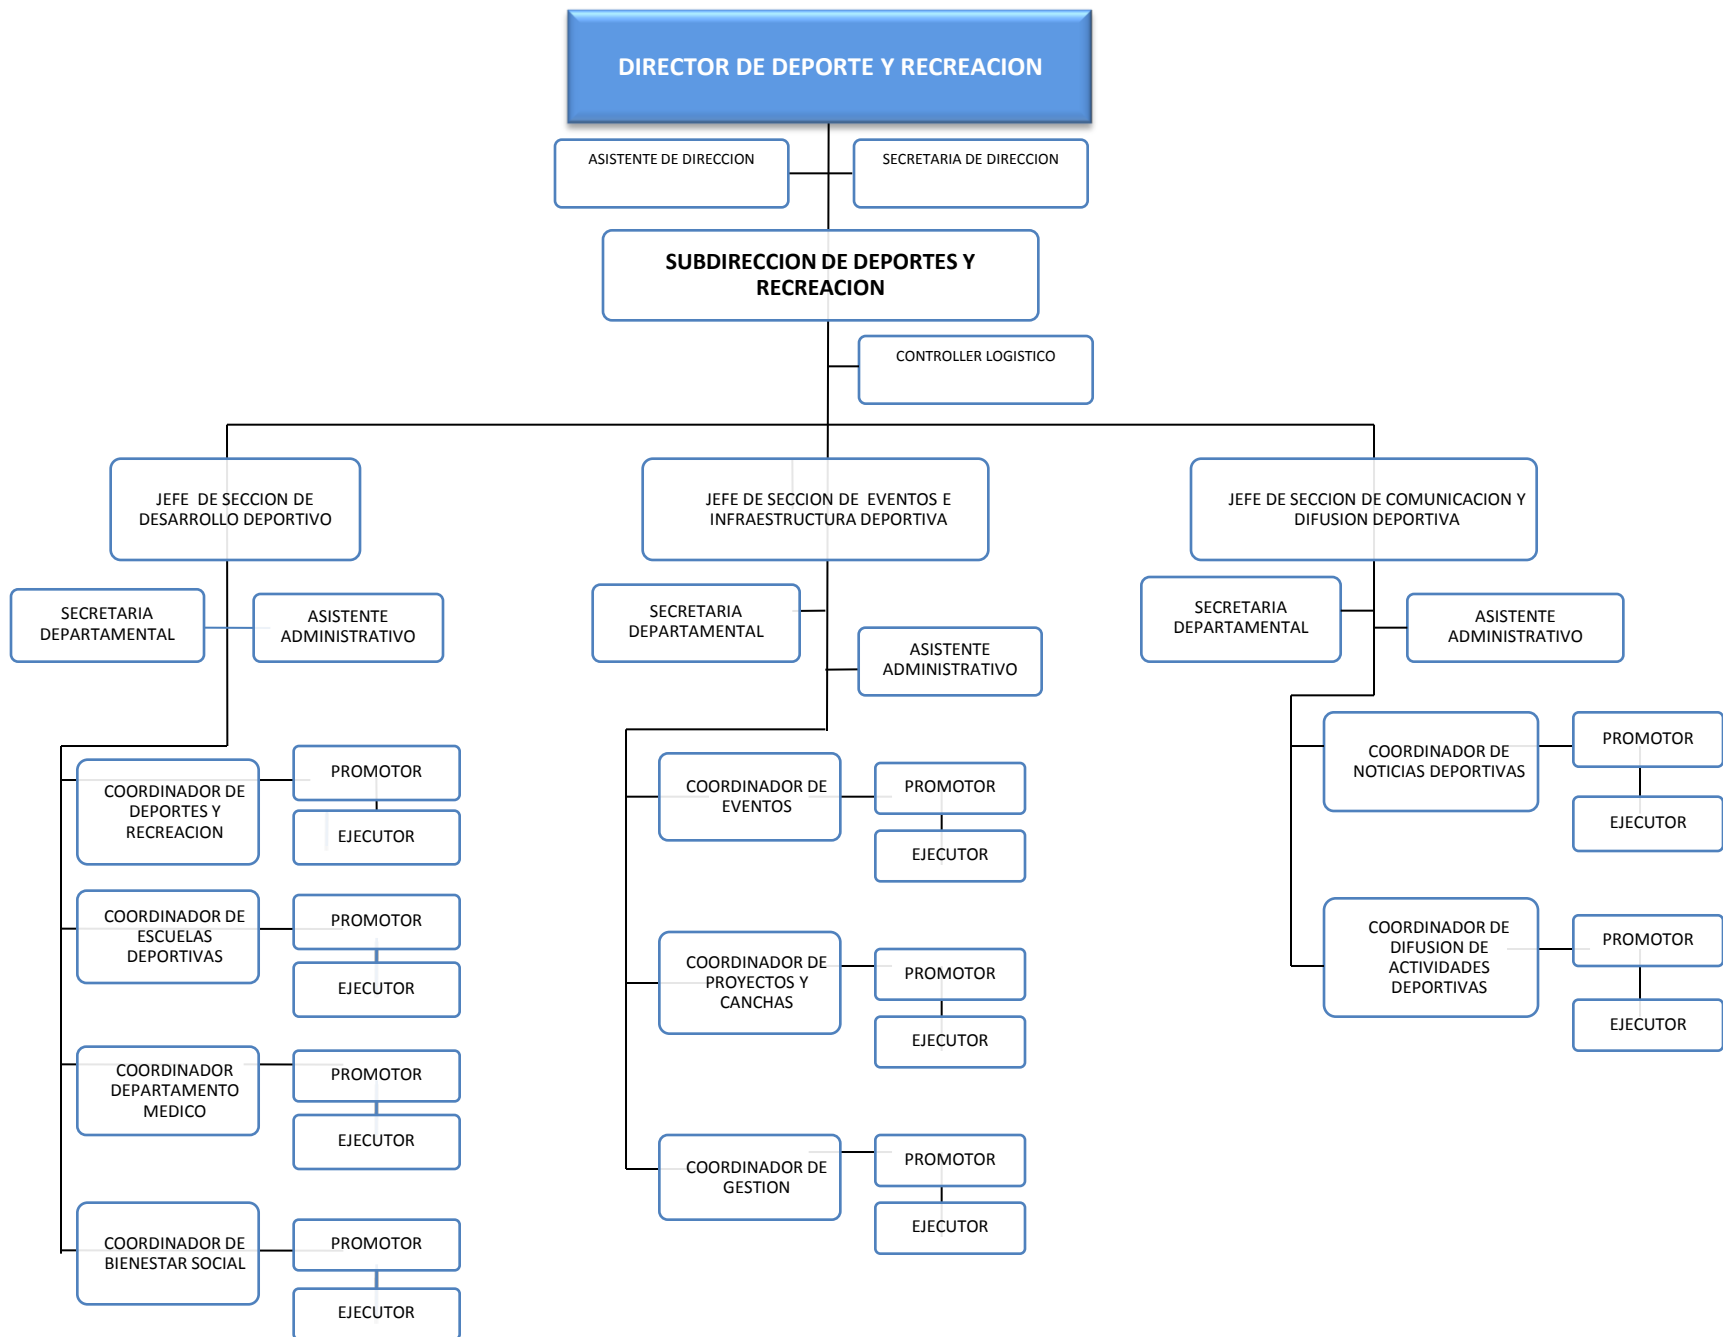 DIRECTOR DE DEPORTE Y RECREACION
ASISTENTE DE DIRECCION
SECRETARIA DE DIRECCION
SUBDIRECCION DE DEPORTES Y
RECREACION
CONTROLLER LOGISTICO
JEFE DE SECCION DE
DESARROLLO DEPORTIVO
SECRETARIA
DEPARTAMENTAL
ASISTENTE
ADMINISTRATIVO
COORDINADOR DE
DEPORTES Y
RECREACION
PROMOTOR
EJECUTOR
COORDINADOR DE
ESCUELAS
DEPORTIVAS
PROMOTOR
EJECUTOR
COORDINADOR
DEPARTAMENTO
MEDICO
PROMOTOR
EJECUTOR
COORDINADOR DE
BIENESTAR SOCIAL
PROMOTOR
EJECUTOR
JEFE DE SECCION DE EVENTOS E
INFRAESTRUCTURA DEPORTIVA
SECRETARIA
DEPARTAMENTAL
ASISTENTE
ADMINISTRATIVO
COORDINADOR DE
EVENTOS
PROMOTOR
EJECUTOR
COORDINADOR DE
PROYECTOS Y
CANCHAS
PROMOTOR
EJECUTOR
COORDINADOR DE
GESTION
PROMOTOR
EJECUTOR
JEFE DE SECCION DE COMUNICACION Y
DIFUSION DEPORTIVA
SECRETARIA
DEPARTAMENTAL
ASISTENTE
ADMINISTRATIVO
COORDINADOR DE
NOTICIAS DEPORTIVAS
PROMOTOR
EJECUTOR
COORDINADOR DE
DIFUSION DE
ACTIVIDADES
DEPORTIVAS
PROMOTOR
EJECUTOR